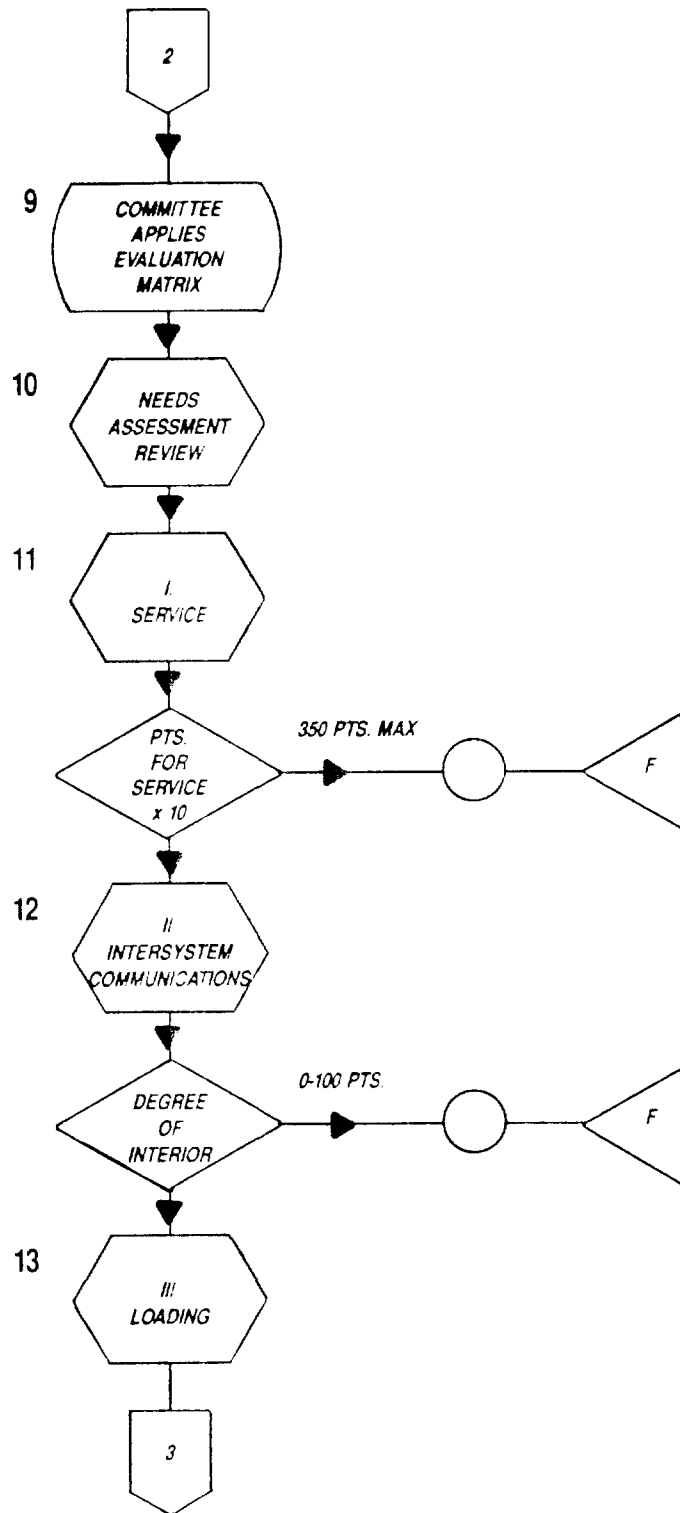 2
9
COMMITTEE
APPLIES
EVALUATION
MATRIX
10
NEEDS
ASSESSMENT
REVIEW
11
I.
SERVICE
PTS.
FOR
SERVICE
x 10
350 PTS. MAX
F
12
II
INTERSYSTEM
COMMUNICATIONS
DEGREE
OF
INTERIOR
0-100 PTS.
F
13
III
LOADING
3